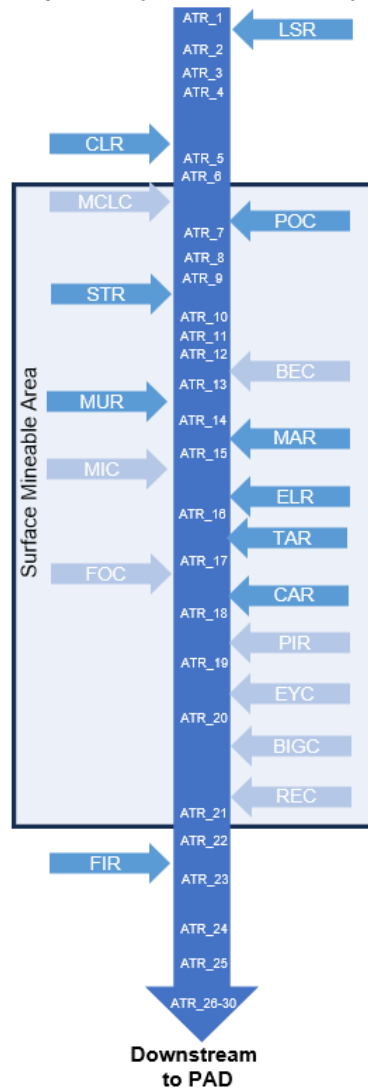 ATR_1
LSR
ATR_2
ATR_3
ATR_4
CLR
ATR_5
ATR_6
MCLC
POC
ATR_7
ATR_8
ATR_9
STR
ATR_10
ATR_11
ATR_12
BEC
ATR_13
MUR
ATR_14
MAR
ATR_15
MIC
ELR
ATR_16
TAR
ATR_17
FOC
CAR
ATR_18
PIR
ATR_19
EYC
ATR_20
BIGC
REC
ATR_21
Surface Mineable Area
ATR_22
FIR
ATR_23
ATR_24
ATR_25
ATR_26-30
Downstream
to PAD